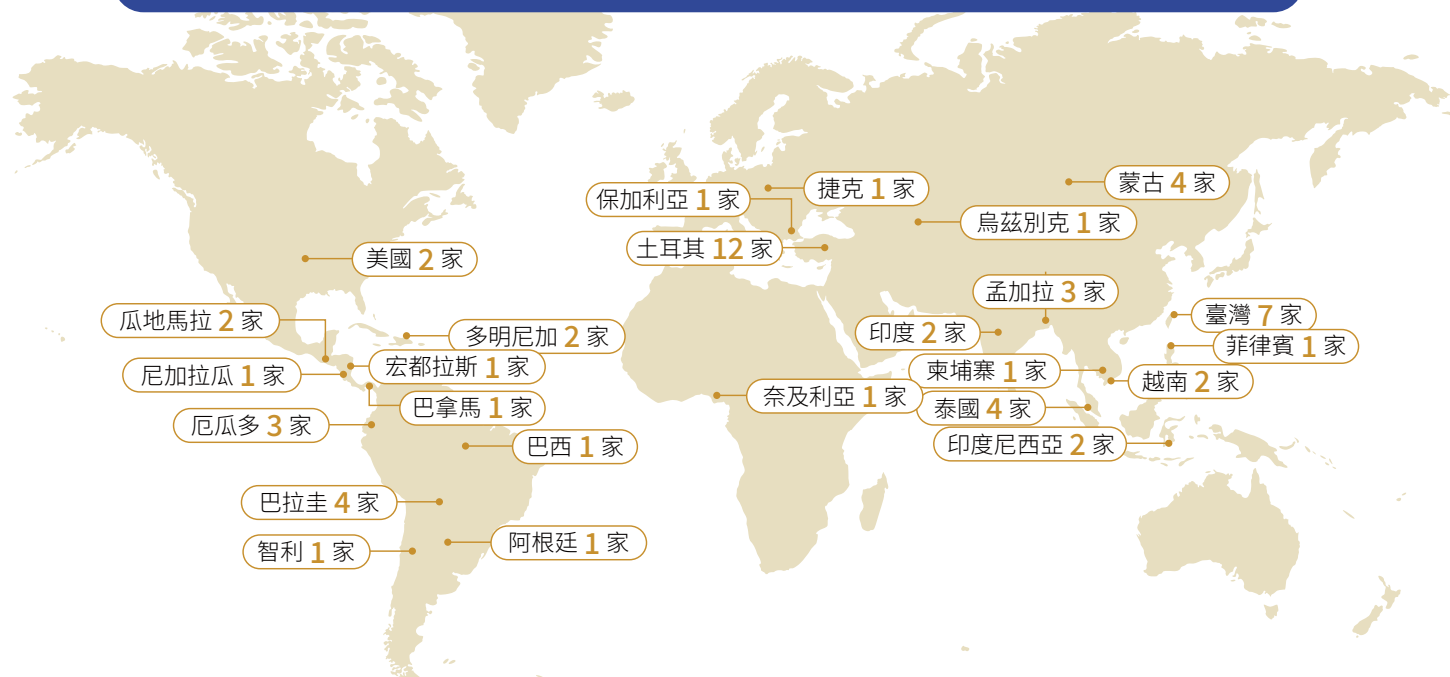 捷克 1 家
蒙古 4 家
保加利亞 1 家
烏茲別克 1 家
土耳其 12 家
美國 2 家
孟加拉 3 家
瓜地馬拉 2 家
多明尼加 2 家
印度 2 家
臺灣 7 家
菲律賓 1 家
宏都拉斯 1 家
尼加拉瓜 1 家
柬埔寨 1 家
越南 2 家
奈及利亞 1 家
巴拿馬 1 家
泰國 4 家
厄瓜多 3 家
巴西 1 家
印度尼西亞 2 家
巴拉圭 4 家
阿根廷 1 家
智利 1 家